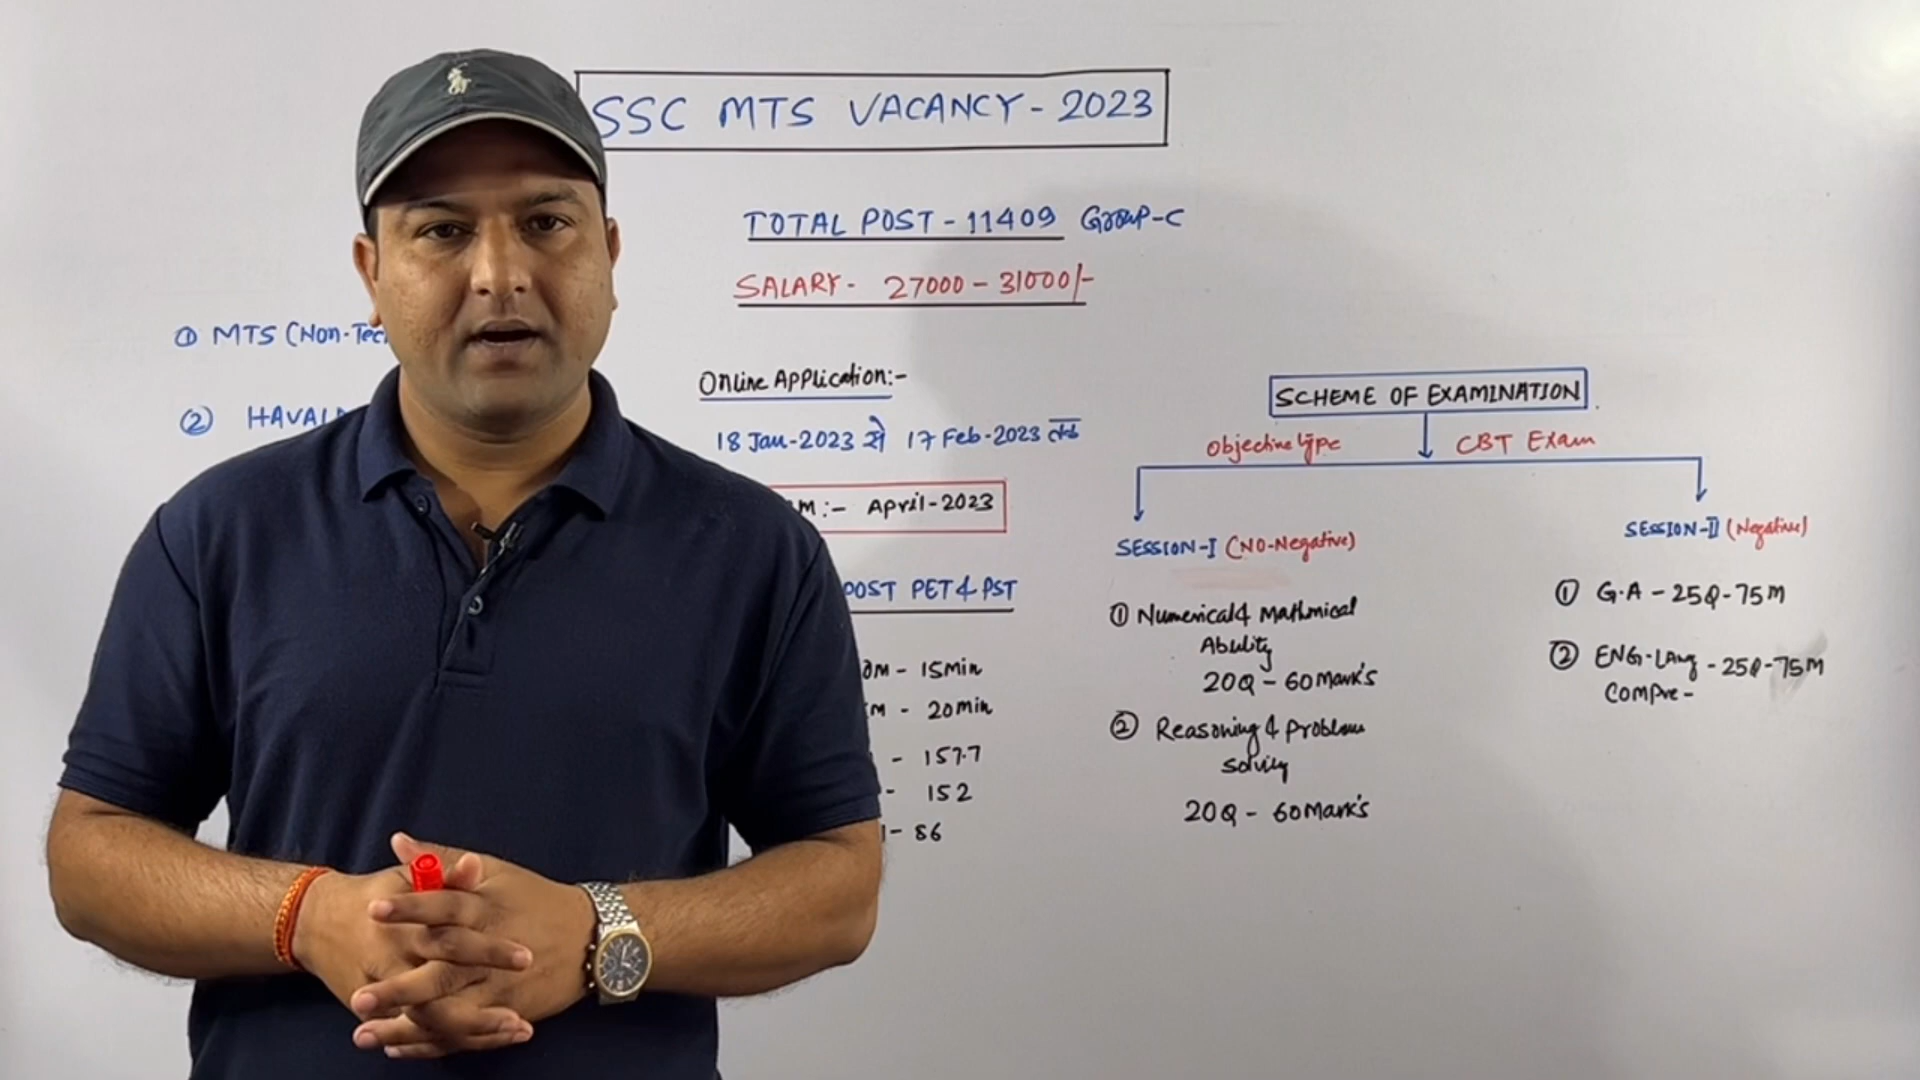 SSC MTS VACANCY - 2023
TOTAL POST - 11409 Group-C
SALARY - 27000 - 31000/-
① MTS (Non-Tec
② HAVAL
Online Application:-
18 Jan-2023 से 17 Feb-2023 तक
M:- April-2023
POST PET & PST
M - 15Min
M - 20min
- 157.7
- 152
- 86
SCHEME OF EXAMINATION
Objective type CBT Exam
SESSION-I (NO-Negative)
① Numerical & Mathmical
Ability
20Q - 60 Mark's
② Reasoning & Problem
Solving
20Q - 60 Mark's
SESSION-II (Negative)
① G.A - 25Q - 75M
② ENG-Lang - 25Q - 75M
Compre-